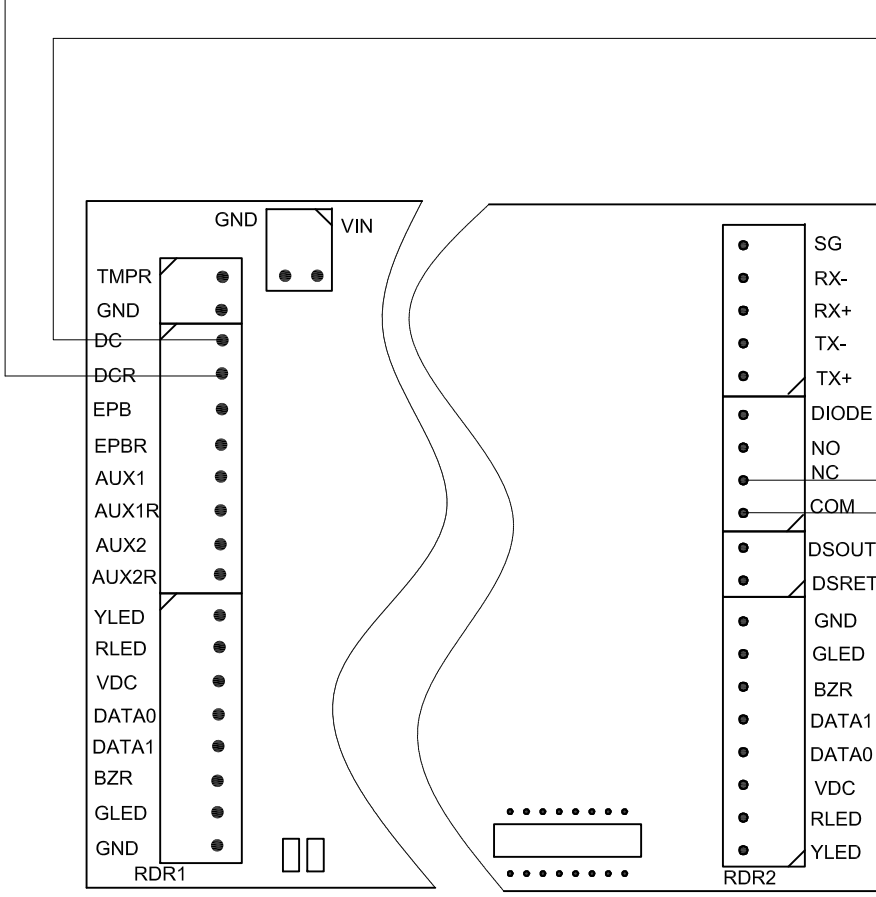 GND
VIN
TMPR
GND
DC
DCR
EPB
EPBR
AUX1
AUX1R
AUX2
AUX2R
YLED
RLED
VDC
DATA0
DATA1
BZR
GLED
GND
RDR1
SG
RX-
RX+
TX-
TX+
DIODE
NO
NC
COM
DSOUT
DSRET
GND
GLED
BZR
DATA1
DATA0
VDC
RLED
YLED
RDR2